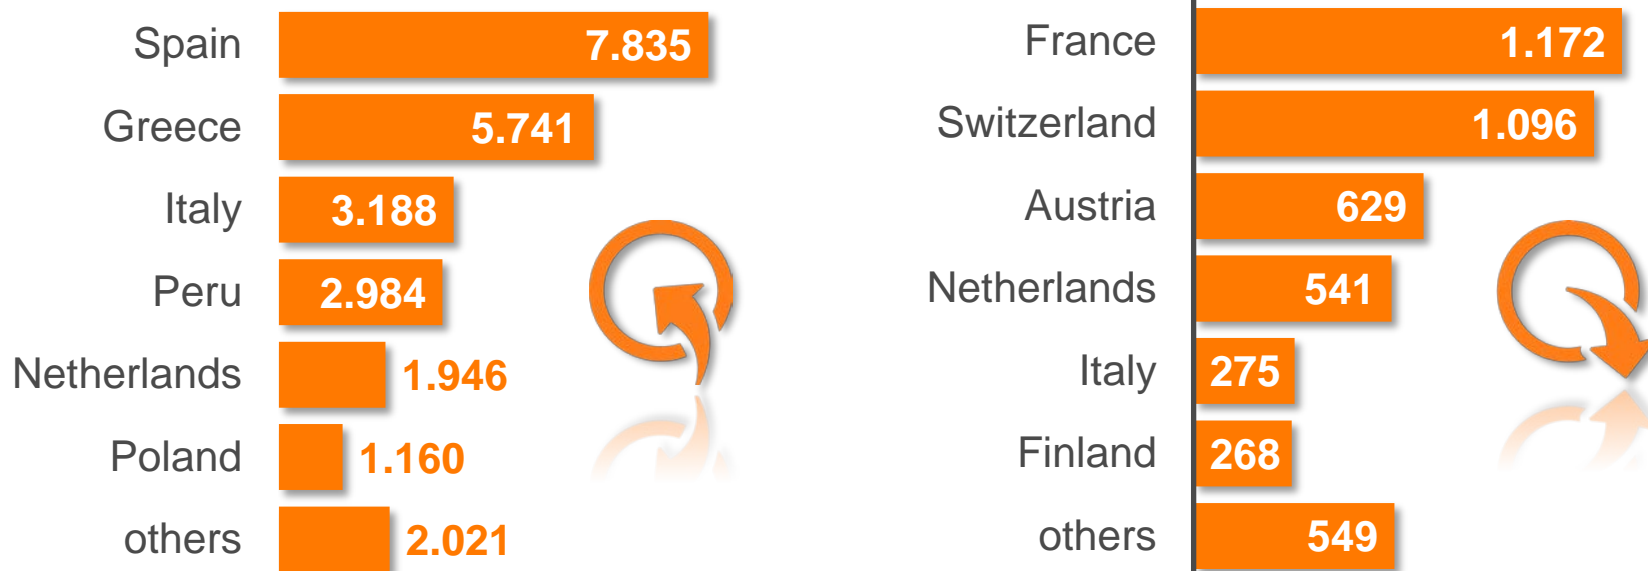 Spain 7.835
Greece 5.741
Italy 3.188
Peru 2.984
Netherlands 1.946
Poland 1.160
others 2.021
France 1.172
Switzerland 1.096
Austria 629
Netherlands 541
Italy 275
Finland 268
others 549